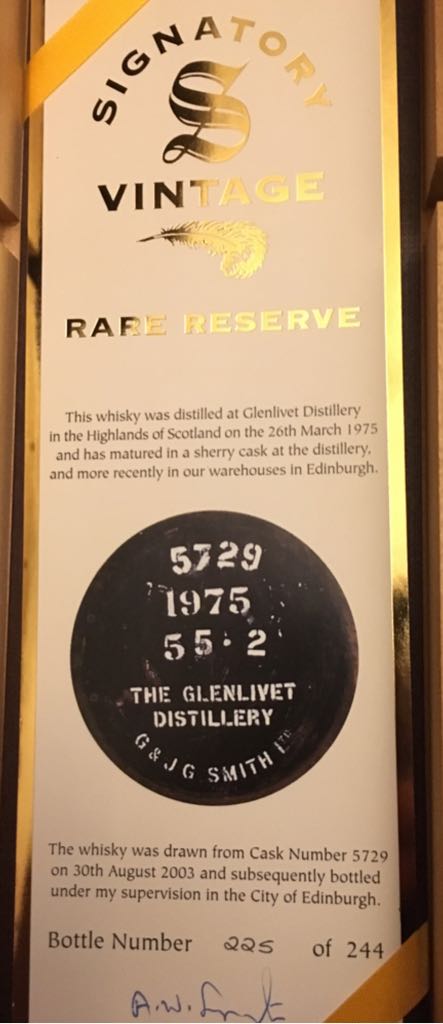 SIGNATORY
S
VINTAGE
RARE RESERVE
This whisky was distilled at Glenlivet Distillery
in the Highlands of Scotland on the 26th March 1975
and has matured in a sherry cask at the distillery,
and more recently in our warehouses in Edinburgh.
5729
1975
55·2
THE GLENLIVET
DISTILLERY
G & J G SMITH LTD
The whisky was drawn from Cask Number 5729
on 30th August 2003 and subsequently bottled
under my supervision in the City of Edinburgh.
Bottle Number 225 of 244
A.W.